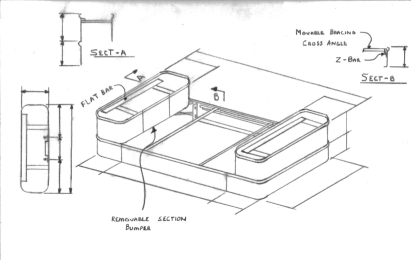 SECT-A
MOVABLE BRACING
CROSS ANGLE
Z-BAR
SECT-B
A
FLAT BAR
B
REMOVABLE SECTION
BUMPER